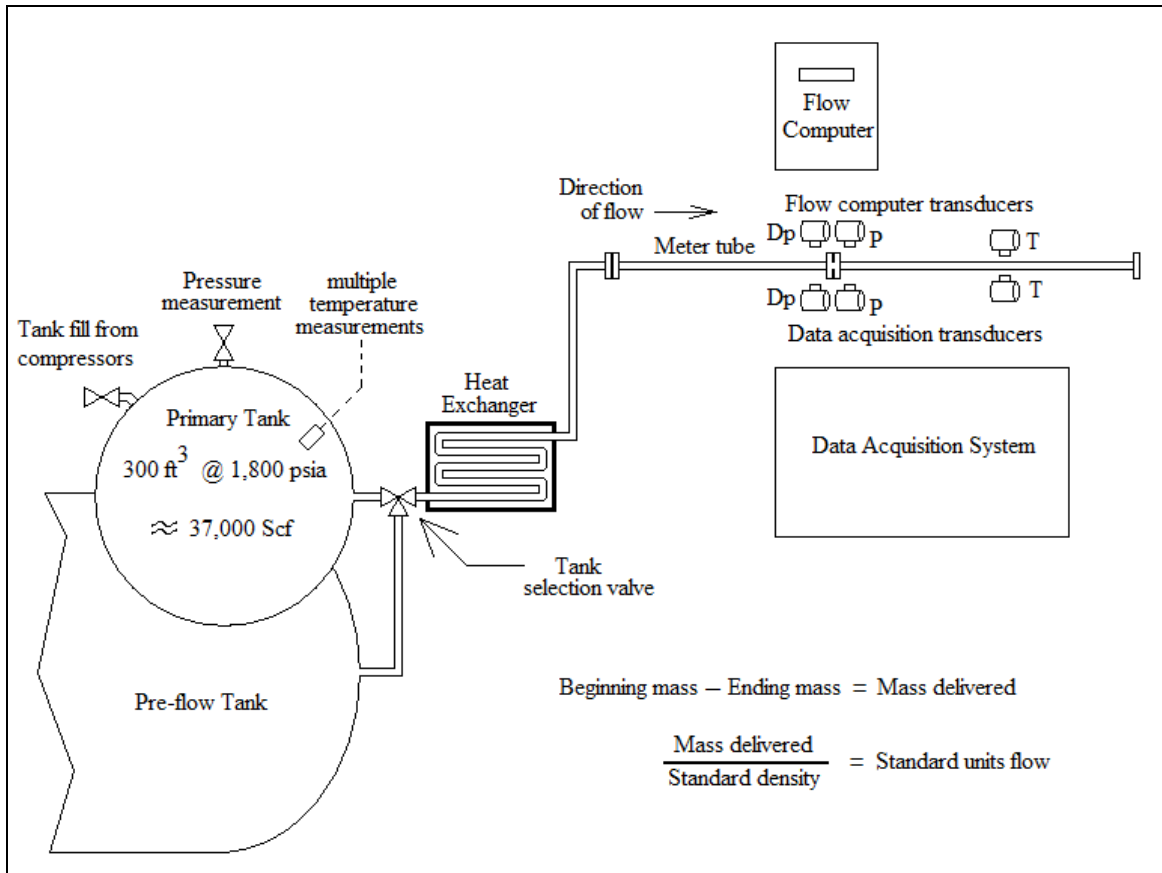 Flow
Computer
Direction
of flow
Flow computer transducers
Dp
P
T
Meter tube
Dp
P
T
Data acquisition transducers
Pressure
measurement
multiple
temperature
measurements
Tank fill from
compressors
Heat
Exchanger
Primary Tank
300 ft³ @ 1,800 psia
≈ 37,000 Scf
Data Acquisition System
Tank
selection valve
Pre-flow Tank
Beginning mass – Ending mass = Mass delivered
Mass delivered
Standard density
= Standard units flow